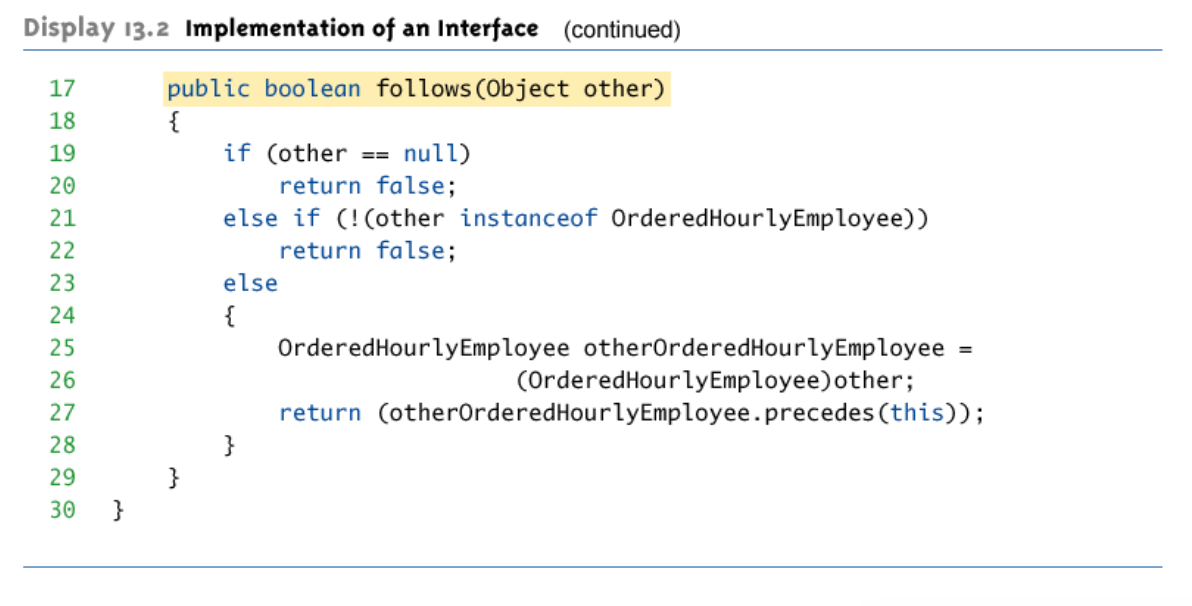 Display 13.2 Implementation of an Interface (continued)
17 public boolean follows(Object other)
18 {
19 if (other == null)
20 return false;
21 else if (!(other instanceof OrderedHourlyEmployee))
22 return false;
23 else
24 {
25 OrderedHourlyEmployee otherOrderedHourlyEmployee =
26 (OrderedHourlyEmployee)other;
27 return (otherOrderedHourlyEmployee.precedes(this));
28 }
29 }
30 }